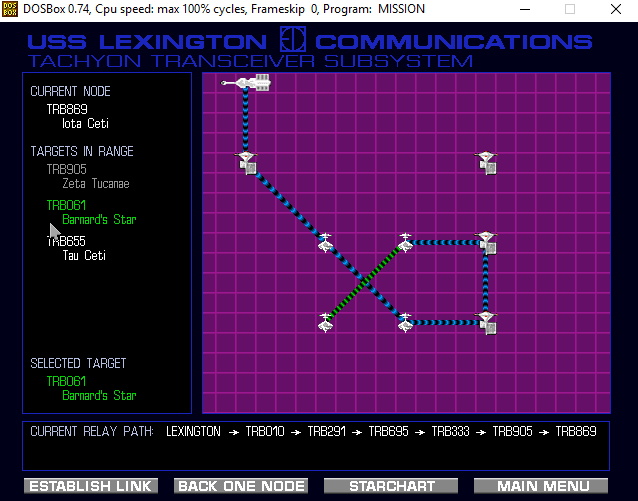 DOSBox 0.74, Cpu speed: max 100% cycles, Frameskip 0, Program: MISSION
DOS
BOX
USS LEXINGTON COMMUNICATIONS
TACHYON TRANSCEIVER SUBSYSTEM
CURRENT NODE
TRB869
Iota Ceti
TARGETS IN RANGE
TRB905
Zeta Tucanae
TRB061
Barnard's Star
TRB655
Tau Ceti
SELECTED TARGET
TRB061
Barnard's Star
CURRENT RELAY PATH: LEXINGTON → TRB010 → TRB291 → TRB695 → TRB333 → TRB905 → TRB869
ESTABLISH LINK BACK ONE NODE STARCHART MAIN MENU